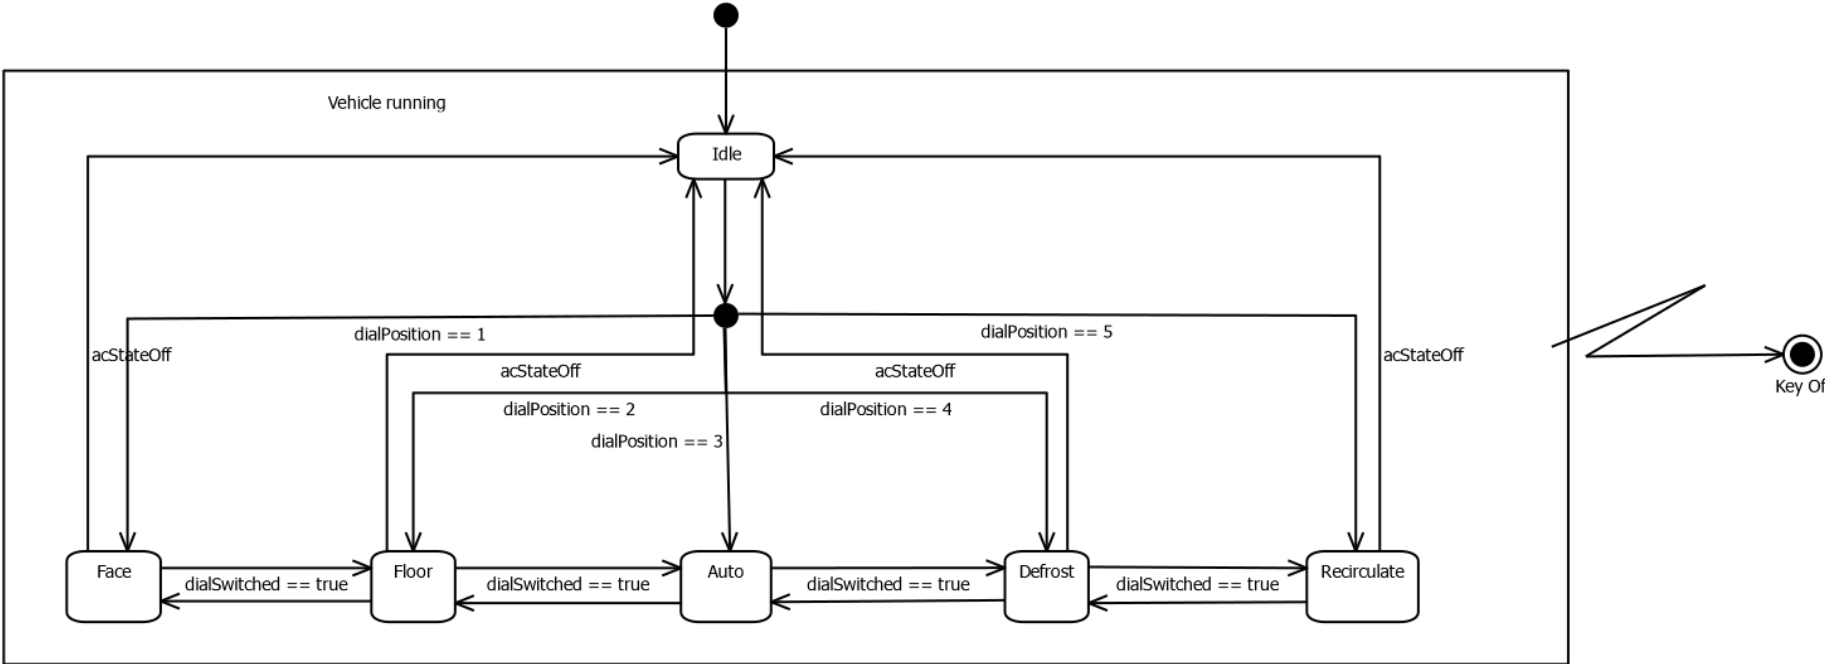 Vehicle running
Idle
dialPosition == 1
dialPosition == 5
acStateOff
acStateOff
acStateOff
acStateOff
Key Of
dialPosition == 2
dialPosition == 4
dialPosition == 3
Face
Floor
Auto
Defrost
Recirculate
dialSwitched == true
dialSwitched == true
dialSwitched == true
dialSwitched == true